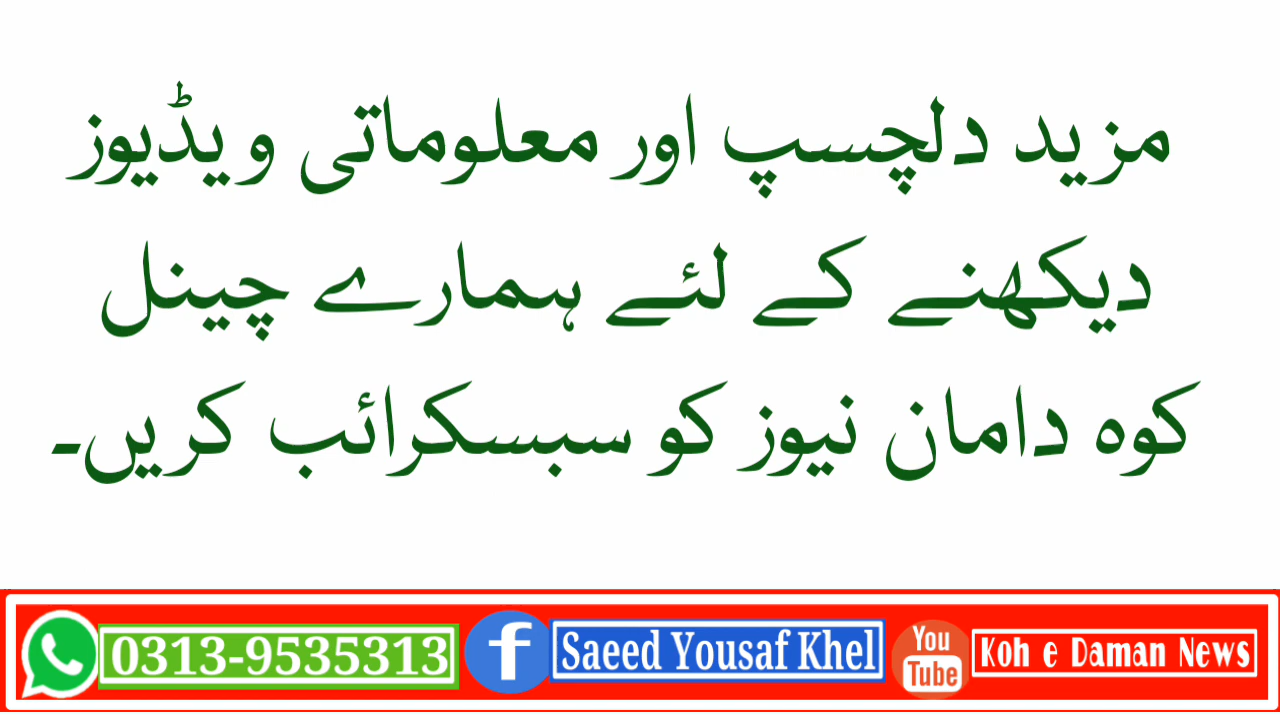 مزید دلچسپ اور معلوماتی ویڈیوز
دیکھنے کے لئے ہمارے چینل
کوہ دامان نیوز کو سبسکرائب کریں۔
0313-9535313
f Saeed Yousaf Khel
You
Tube
Koh e Daman News